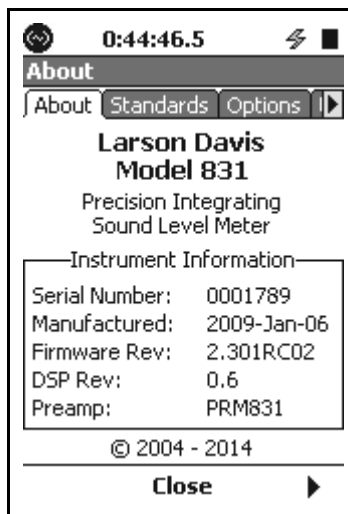 0:44:46.5
About
About Standards Options
Larson Davis
Model 831
Precision Integrating
Sound Level Meter
Instrument Information
Serial Number: 0001789
Manufactured: 2009-Jan-06
Firmware Rev: 2.301RC02
DSP Rev: 0.6
Preamp: PRM831
© 2004 - 2014
Close